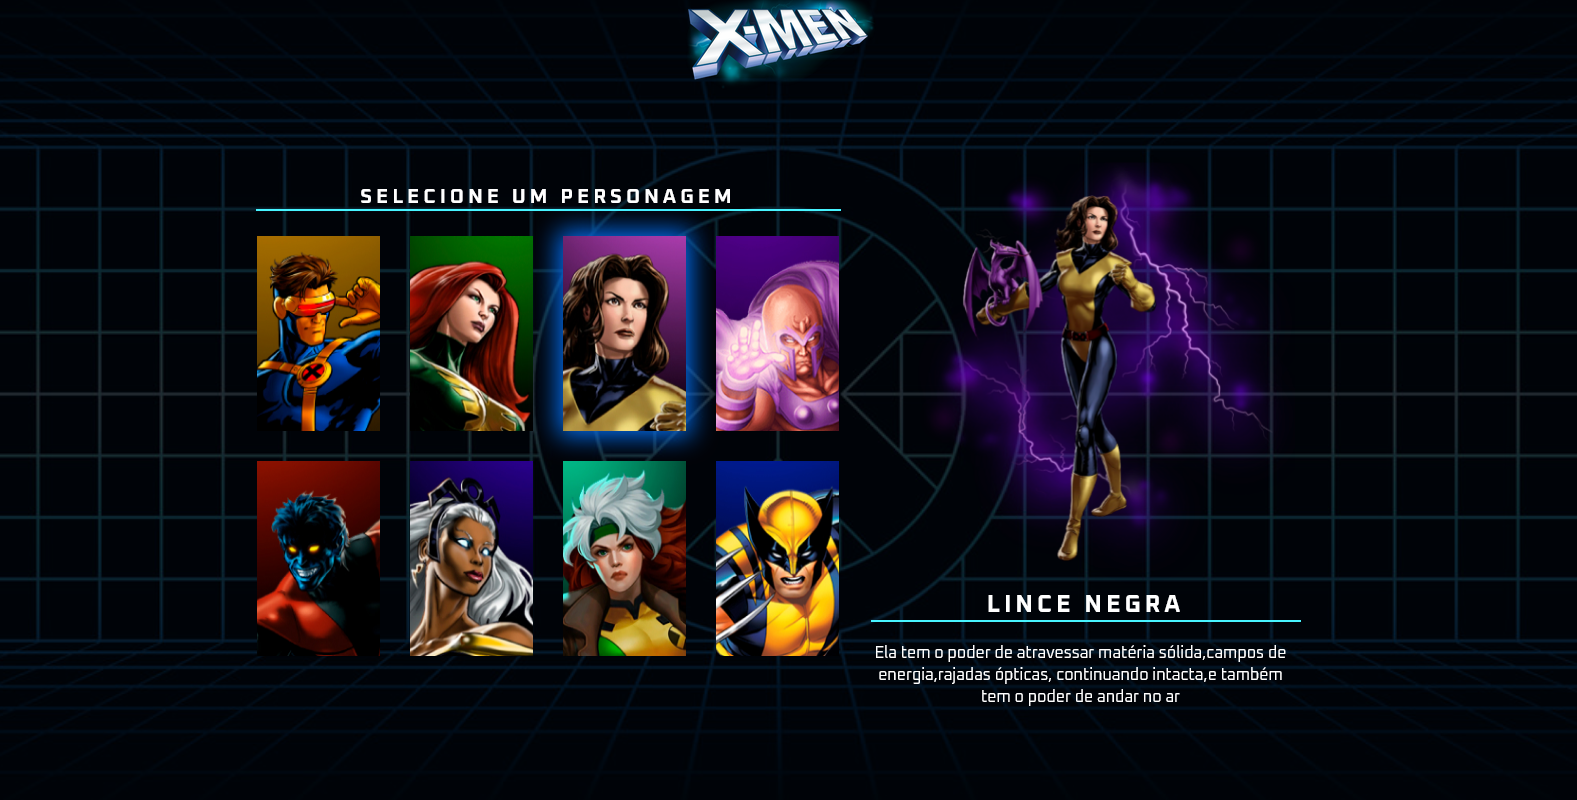 X-MEN
SELECIONE UM PERSONAGEM
LINCE NEGRA
Ela tem o poder de atravessar matéria sólida,campos de
energia,rajadas ópticas, continuando intacta,e também
tem o poder de andar no ar